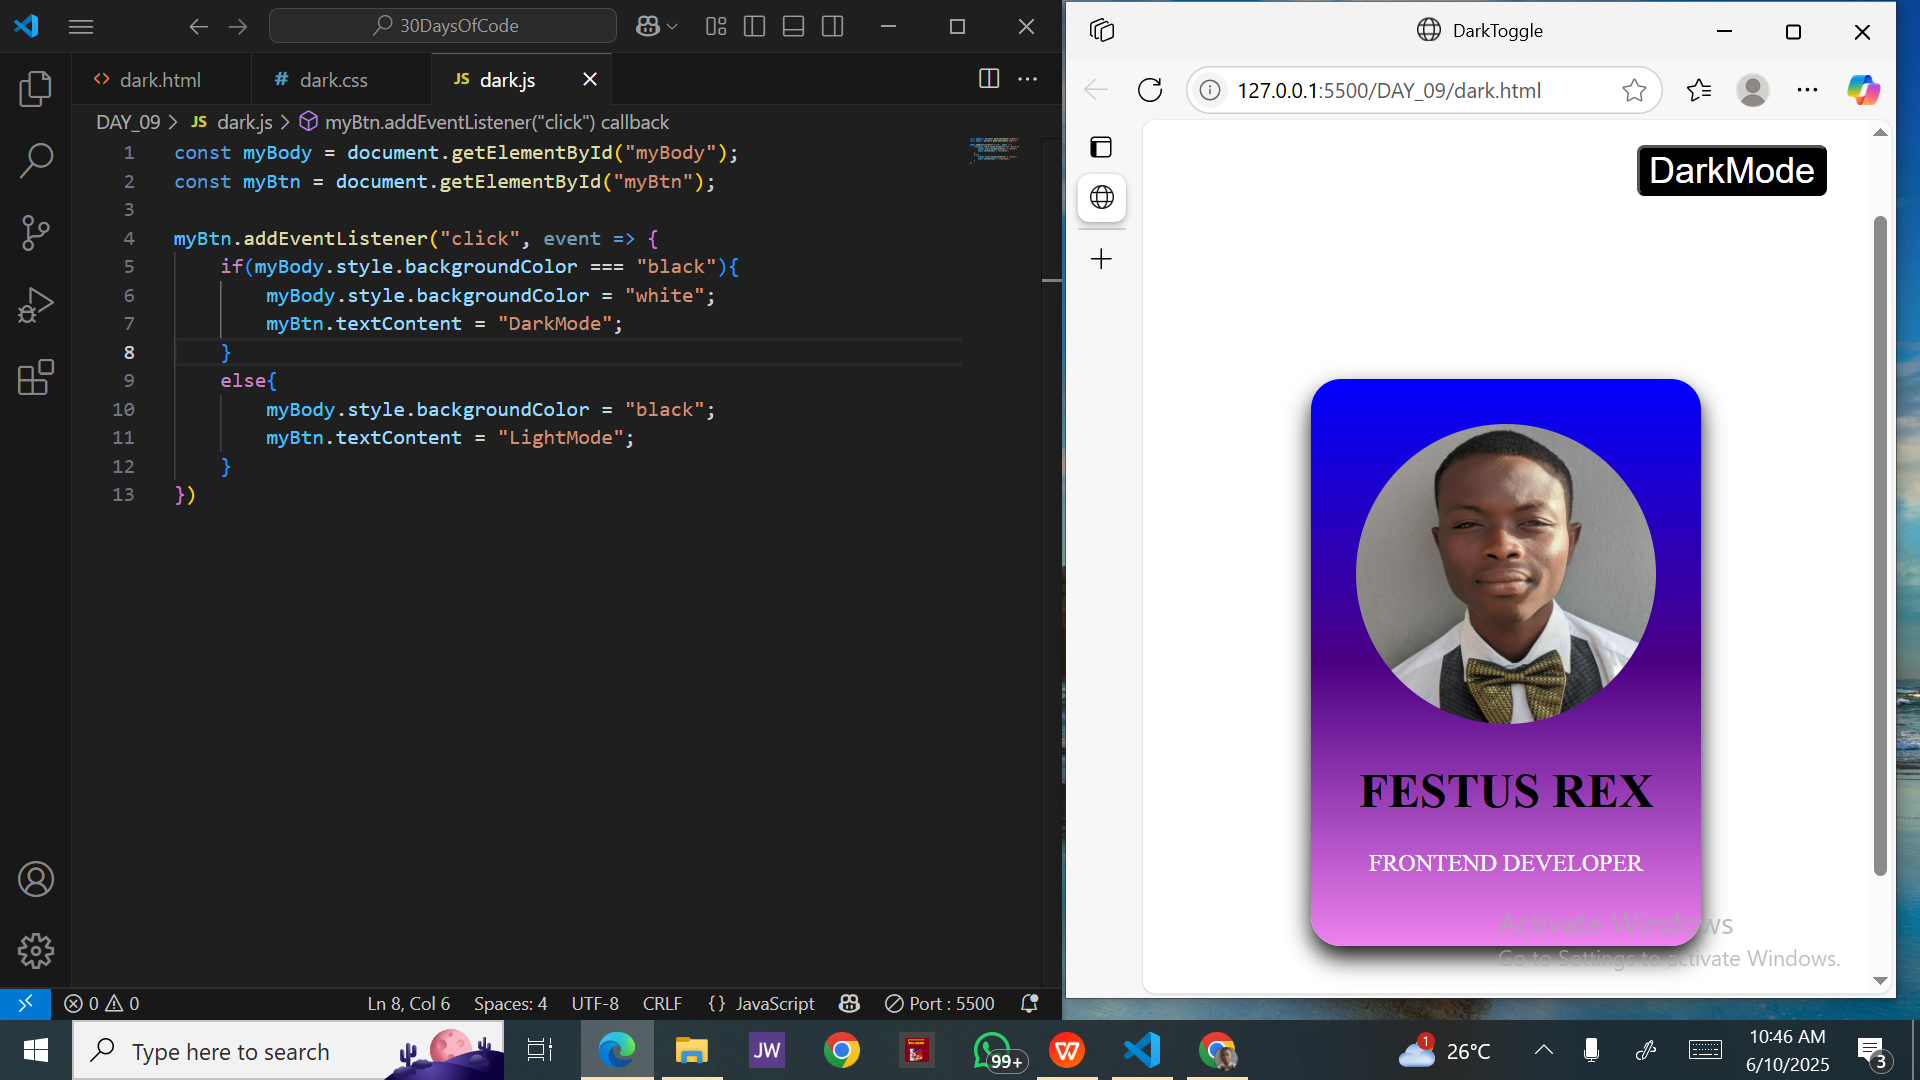 30DaysOfCode
dark.html
# dark.css
JS dark.js
DAY_09 > JS dark.js > myBtn.addEventListener("click") callback
1 const myBody = document.getElementById("myBody");
2 const myBtn = document.getElementById("myBtn");
3
4 myBtn.addEventListener("click", event => {
5 if(myBody.style.backgroundColor === "black"){
6 myBody.style.backgroundColor = "white";
7 myBtn.textContent = "DarkMode";
8 }
9 else{
10 myBody.style.backgroundColor = "black";
11 myBtn.textContent = "LightMode";
12 }
13 })
0 0
Ln 8, Col 6
Spaces: 4
UTF-8
CRLF
{} JavaScript
Port : 5500
DarkToggle
127.0.0.1:5500/DAY_09/dark.html
DarkMode
FESTUS REX
FRONTEND DEVELOPER
Activate Windows
Go to Settings to activate Windows.
Type here to search
JW
99+
W
1
26°C
10:46 AM
6/10/2025
3